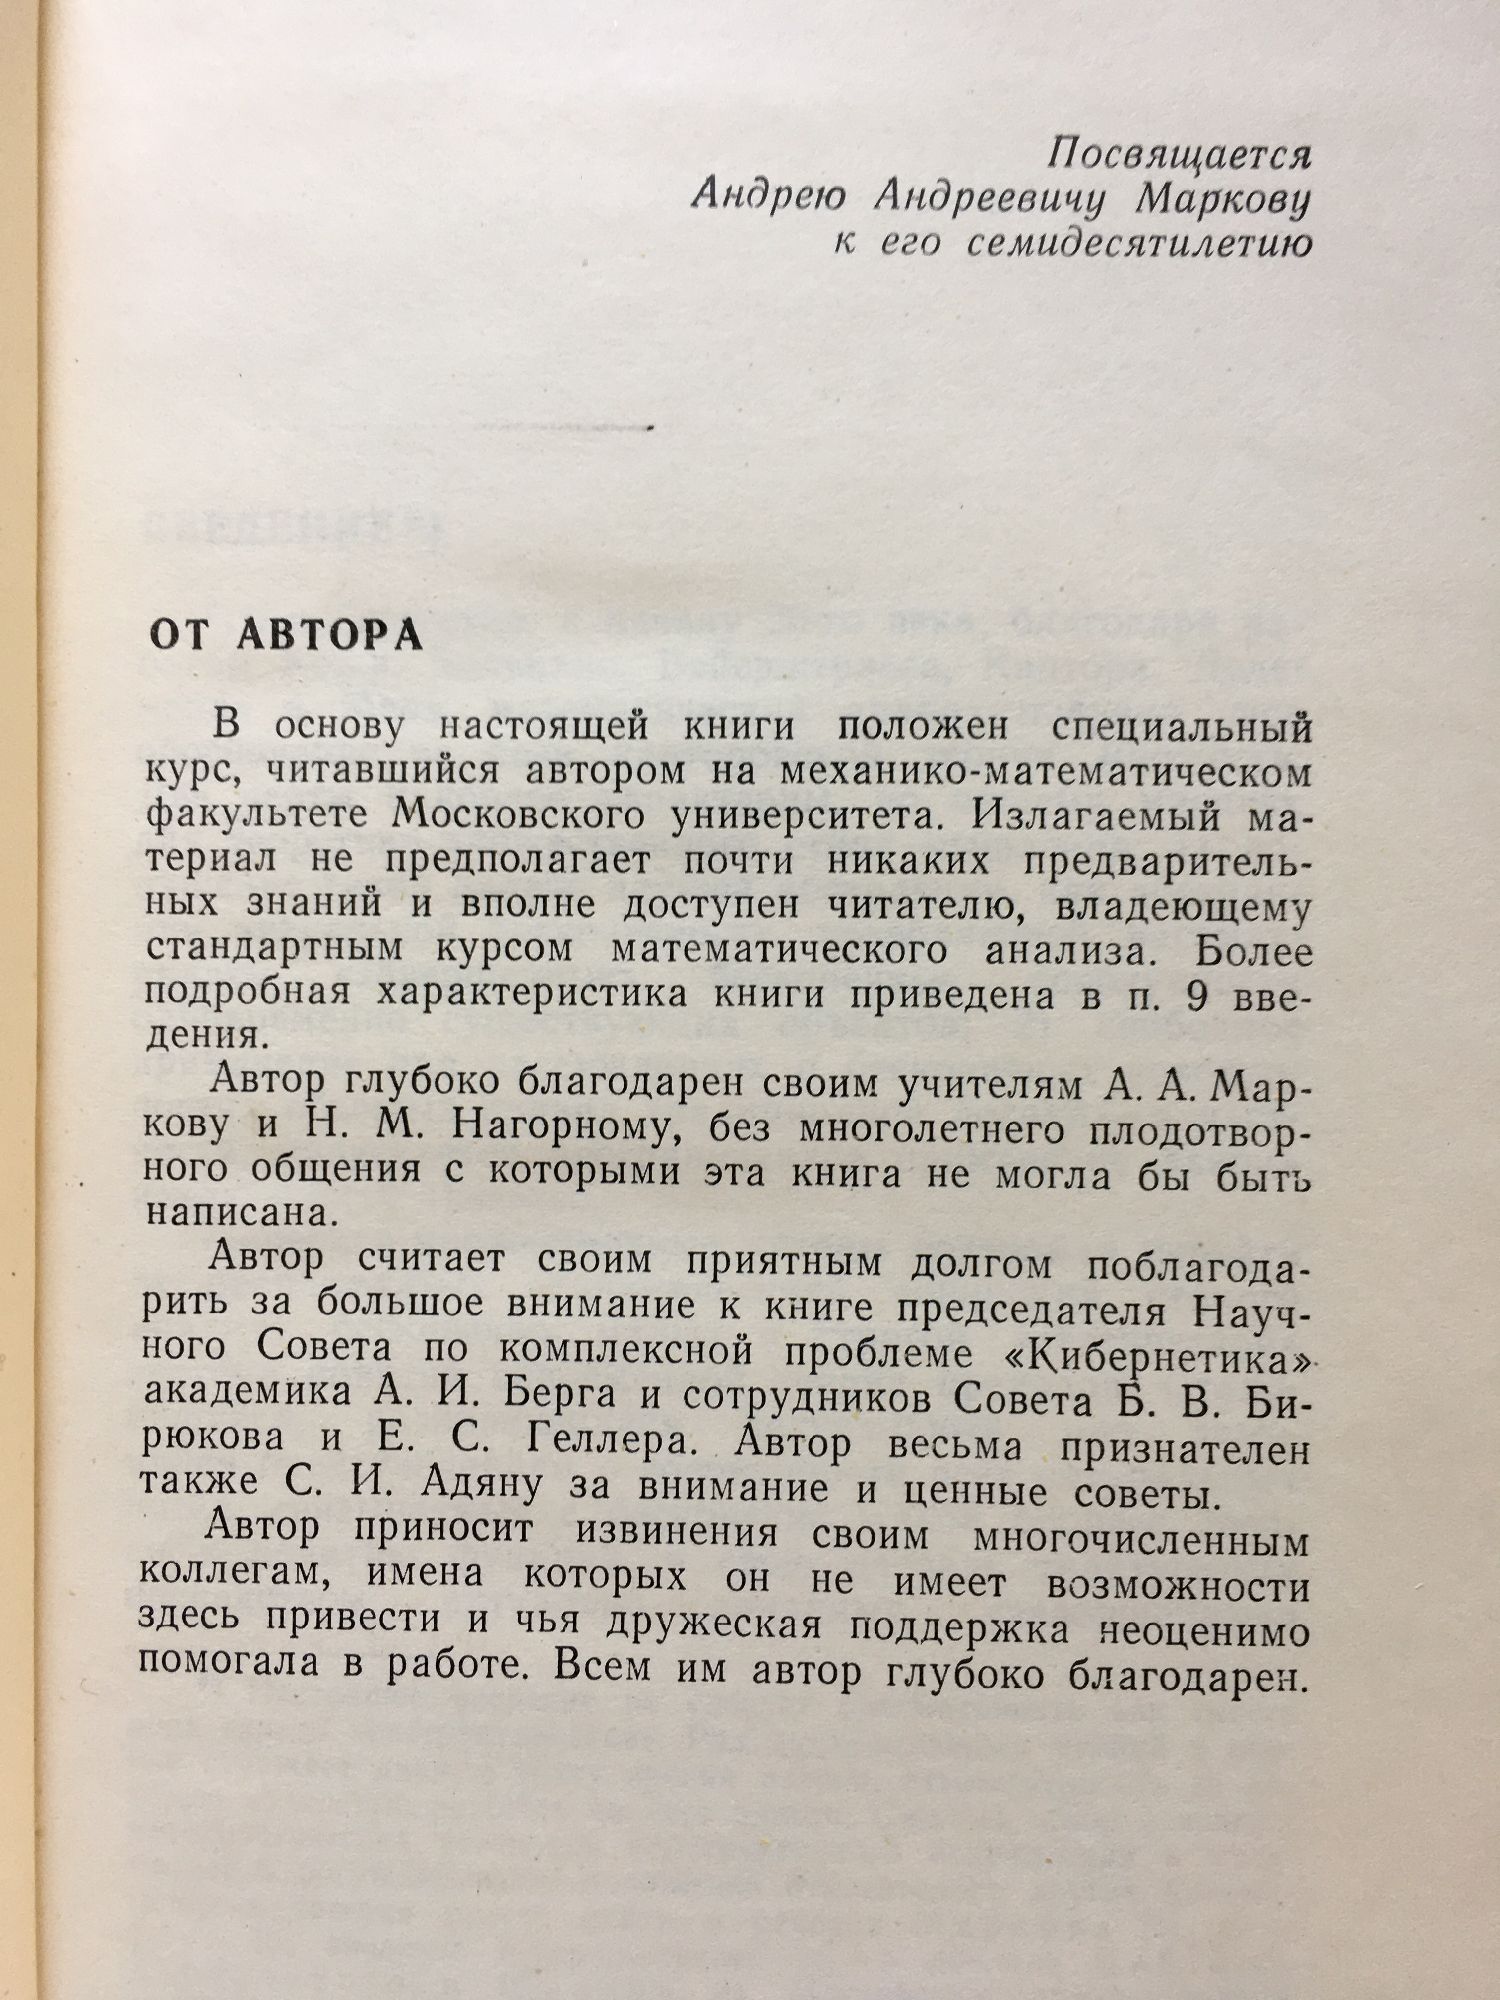 Посвящается
Андрею Андреевичу Маркову
к его семидесятилетию
ОТ АВТОРА
В основу настоящей книги положен специальный
курс, читавшийся автором на механико-математическом
факультете Московского университета. Излагаемый ма-
териал не предполагает почти никаких предваритель-
ных знаний и вполне доступен читателю, владеющему
стандартным курсом математического анализа. Более
подробная характеристика книги приведена в п. 9 вве-
дения.
Автор глубоко благодарен своим учителям А. А. Мар-
кову и Н. М. Нагорному, без многолетнего плодотвор-
ного общения с которыми эта книга не могла бы быть
написана.
Автор считает своим приятным долгом поблагода-
рить за большое внимание к книге председателя Науч-
ного Совета по комплексной проблеме «Кибернетика»
академика А. И. Берга и сотрудников Совета Б. В. Би-
рюкова и Е. С. Геллера. Автор весьма признателен
также С. И. Адяну за внимание и ценные советы.
Автор приносит извинения своим многочисленным
коллегам, имена которых он не имеет возможности
здесь привести и чья дружеская поддержка неоценимо
помогала в работе. Всем им автор глубоко благодарен.